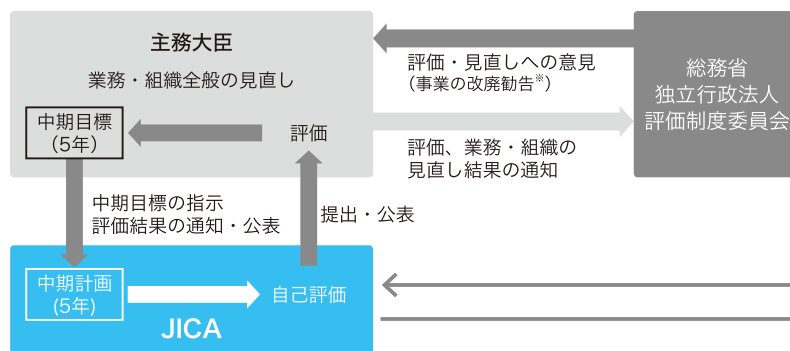 主務大臣
業務・組織全般の見直し
中期目標
（5年）
評価
評価・見直しへの意見
（事業の改廃勧告※）
総務省
独立行政法人
評価制度委員会
評価、業務・組織の
見直し結果の通知
中期目標の指示
評価結果の通知・公表
提出・公表
中期計画
（5年）
自己評価
JICA